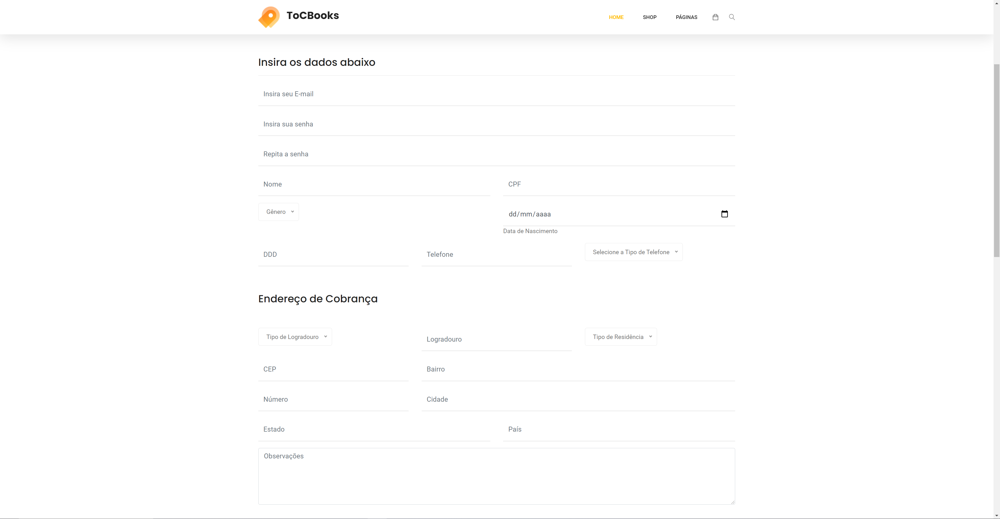 ToCBooks
HOME SHOP PÁGINAS
Insira os dados abaixo
Insira seu E-mail
Insira sua senha
Repita a senha
Nome CPF
Gênero dd/mm/aaaa
Data de Nascimento
DDD Telefone Selecione a Tipo de Telefone
Endereço de Cobrança
Tipo de Logradouro Logradouro Tipo de Residência
CEP Bairro
Número Cidade
Estado País
Observações